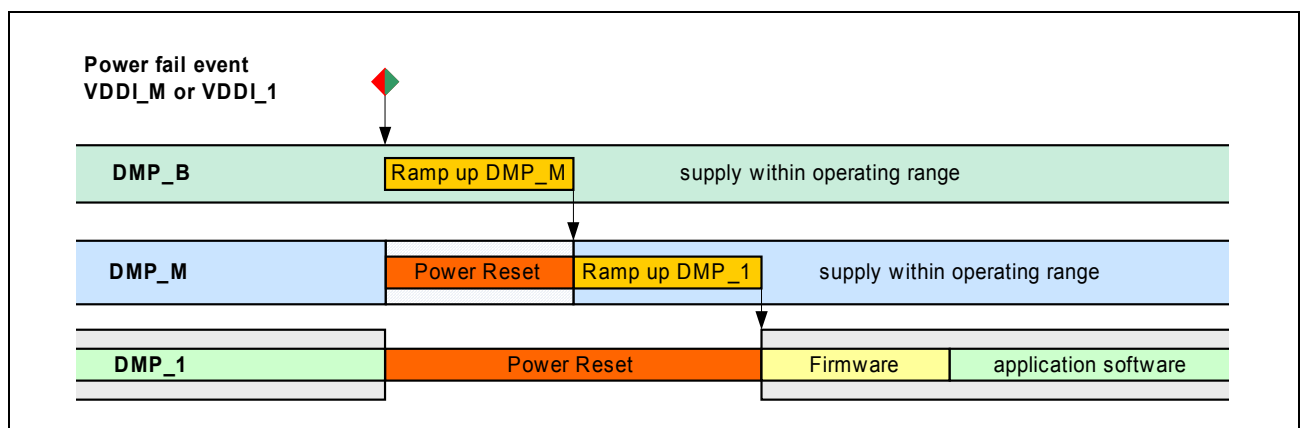 Power fail event
VDDI_M or VDDI_1
DMP_B
Ramp up DMP_M
supply within operating range
DMP_M
Power Reset
Ramp up DMP_1
supply within operating range
DMP_1
Power Reset
Firmware
application software